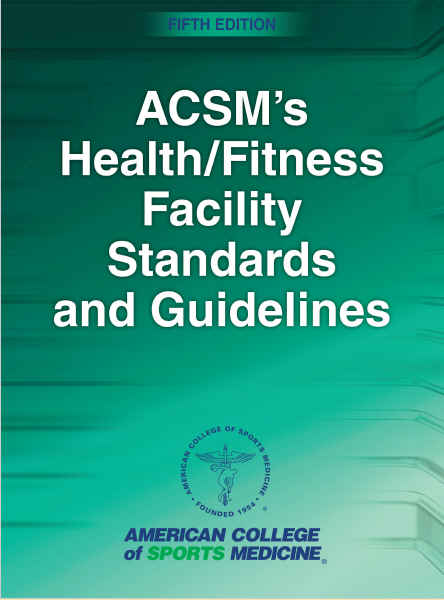 FIFTH EDITION
ACSM’s
Health/Fitness
Facility
Standards
and Guidelines
AMERICAN COLLEGE OF SPORTS MEDICINE
• FOUNDED 1954 •
®
AMERICAN COLLEGE
of SPORTS MEDICINE®